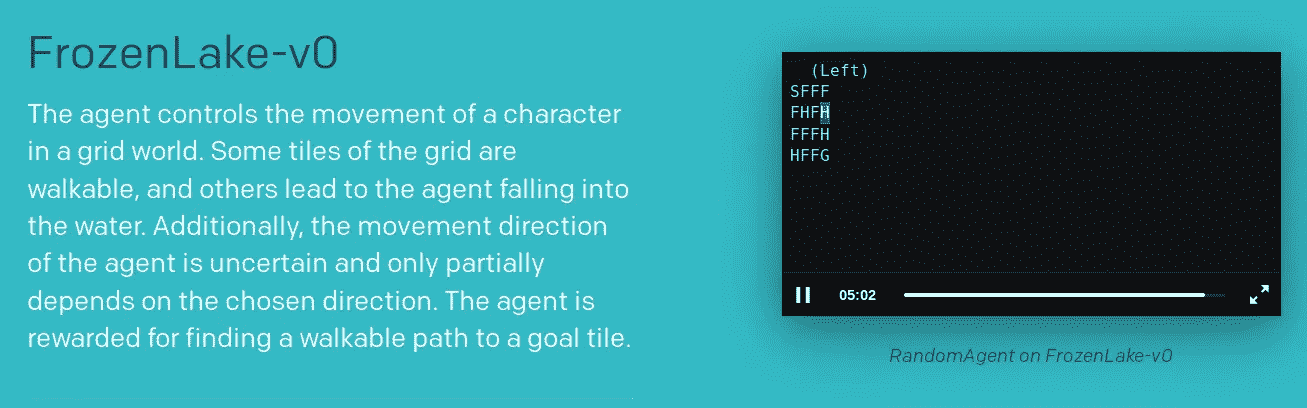 FrozenLake-v0
The agent controls the movement of a character
in a grid world. Some tiles of the grid are
walkable, and others lead to the agent falling into
the water. Additionally, the movement direction
of the agent is uncertain and only partially
depends on the chosen direction. The agent is
rewarded for finding a walkable path to a goal tile.
(Left)
SFFF
FHFH
FFFH
HFFG
05:02
RandomAgent on FrozenLake-v0